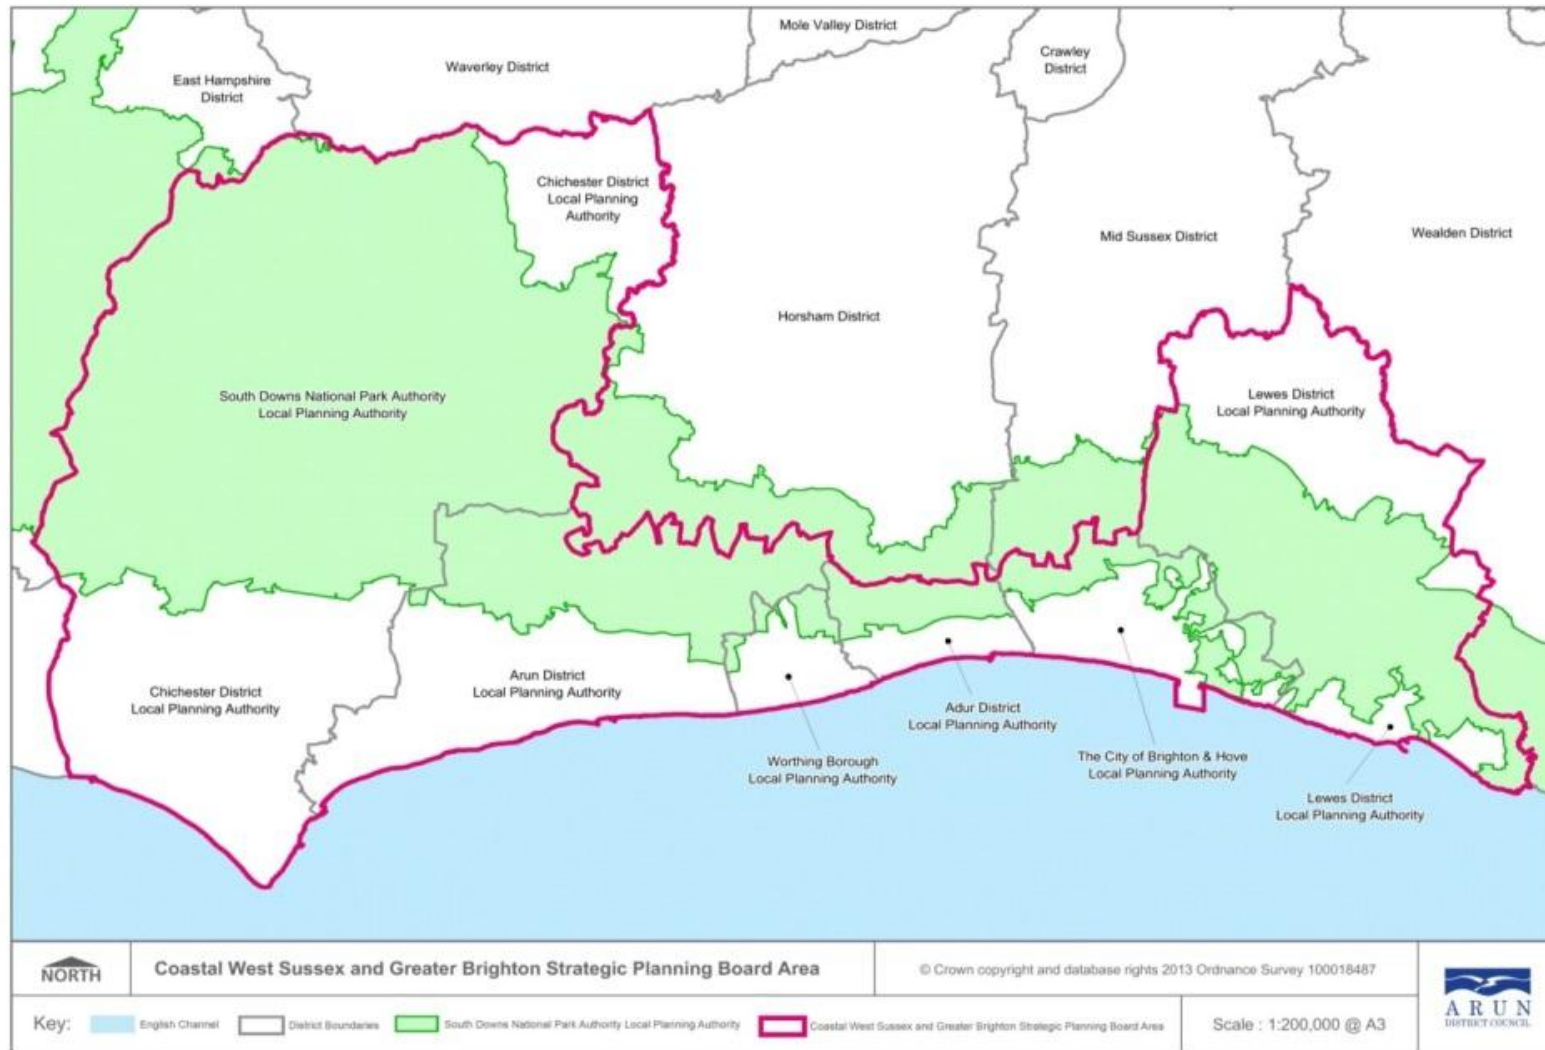 Mole Valley District
Crawley
District
Waverley District
East Hampshire
District
Chichester District
Local Planning
Authority
Mid Sussex District
Wealden District
Horsham District
South Downs National Park Authority
Local Planning Authority
Lewes District
Local Planning Authority
Arun District
Local Planning Authority
Chichester District
Local Planning Authority
Adur District
Local Planning Authority
Worthing Borough
Local Planning Authority
The City of Brighton & Hove
Local Planning Authority
Lewes District
Local Planning Authority
NORTH
Coastal West Sussex and Greater Brighton Strategic Planning Board Area
© Crown copyright and database rights 2013 Ordnance Survey 100018487
Key:
English Channel
District Boundaries
South Downs National Park Authority Local Planning Authority
Coastal West Sussex and Greater Brighton Strategic Planning Board Area
Scale : 1:200,000 @ A3
ARUN
DISTRICT COUNCIL